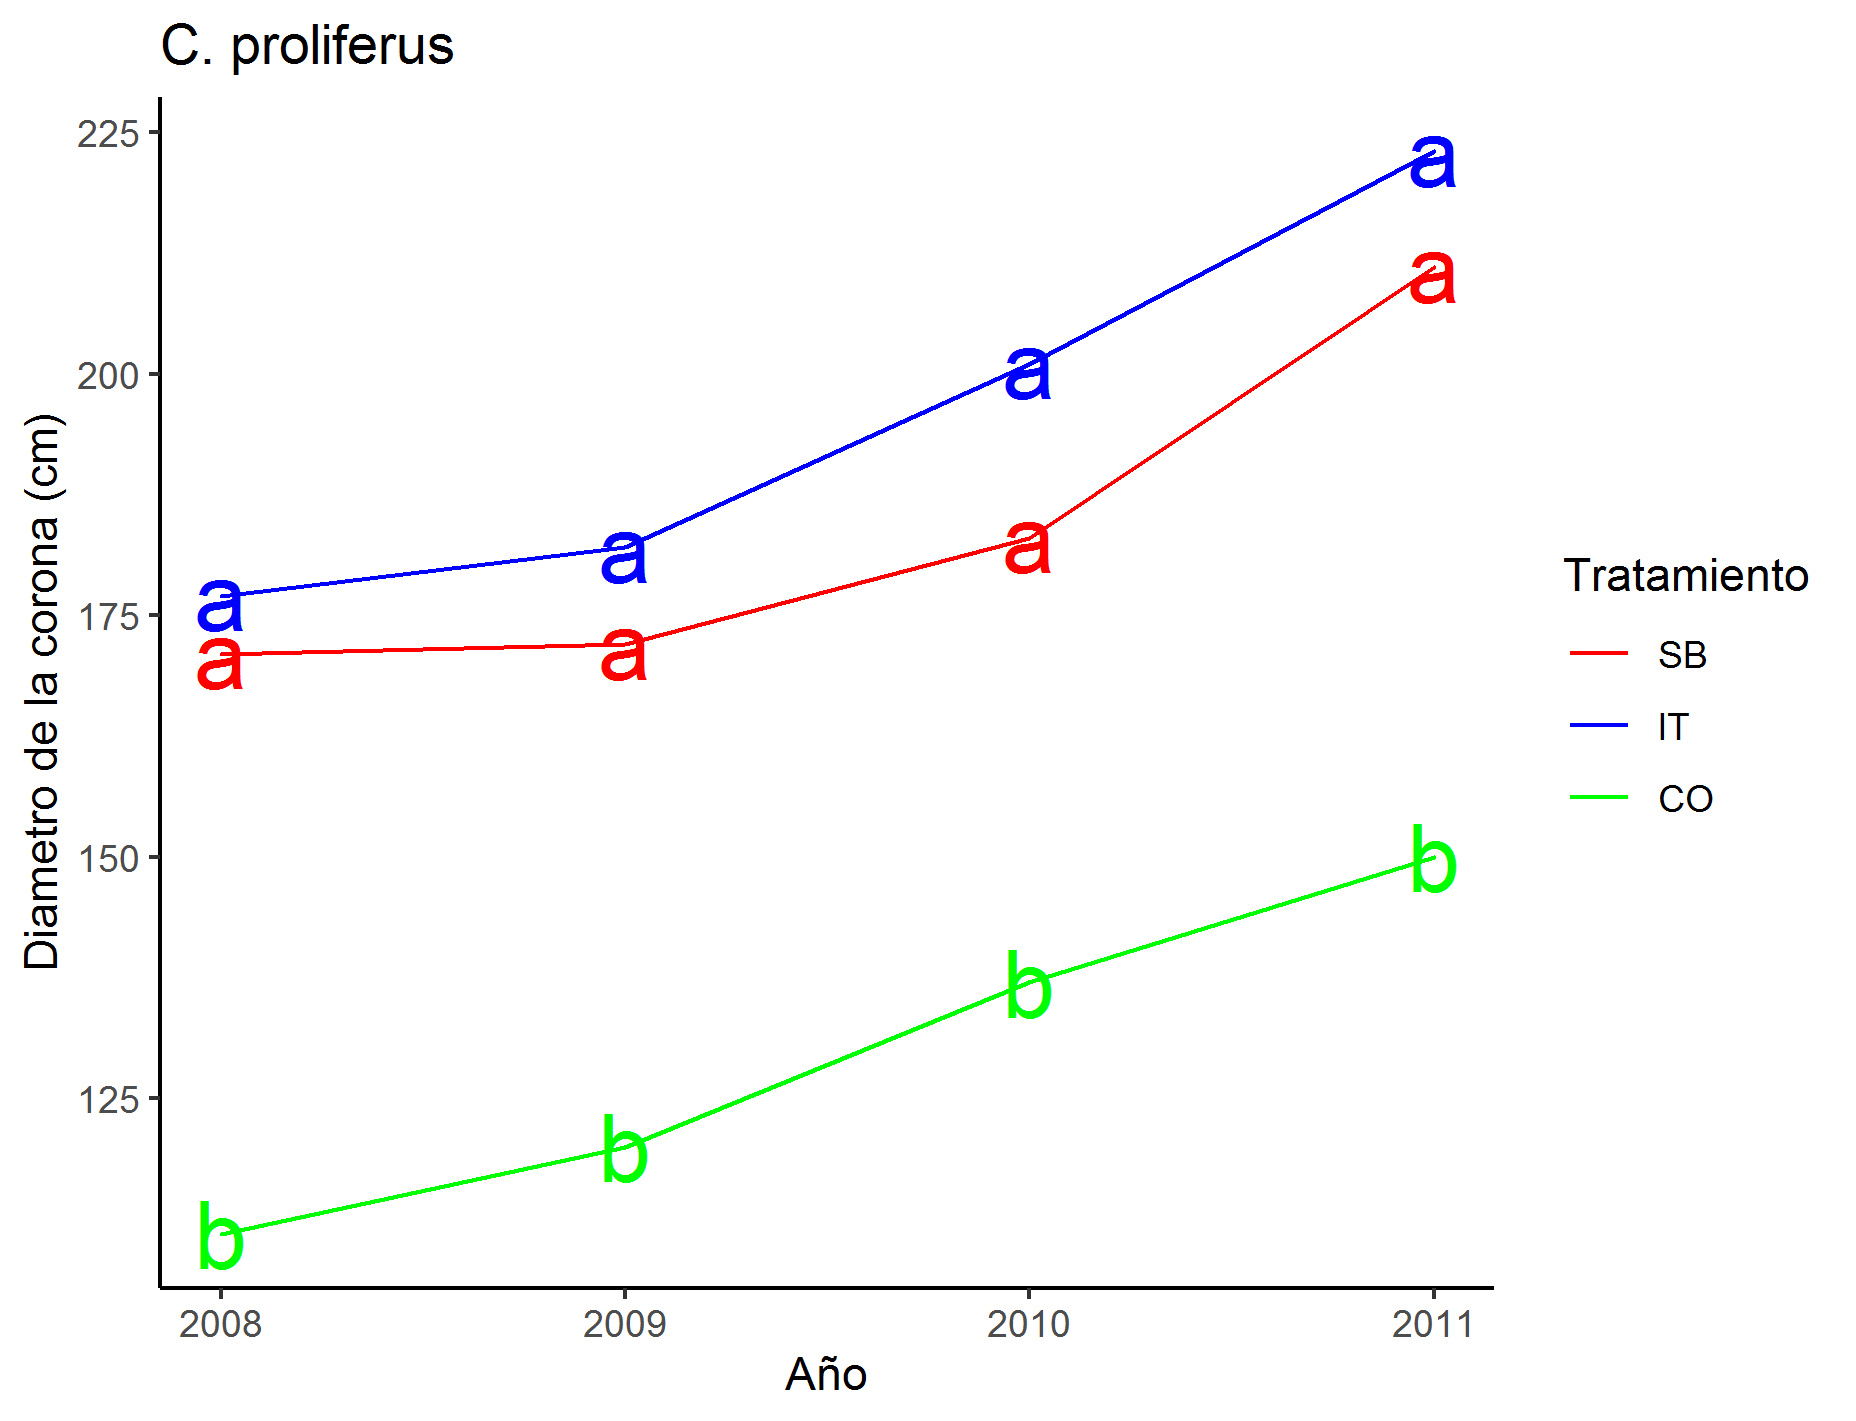 C. proliferus
Diametro de la corona (cm)
225
200
175
150
125
a
a
a
a
a
a
a
a
b
b
b
b
2008
2009
2010
2011
Año
Tratamiento
SB
IT
CO